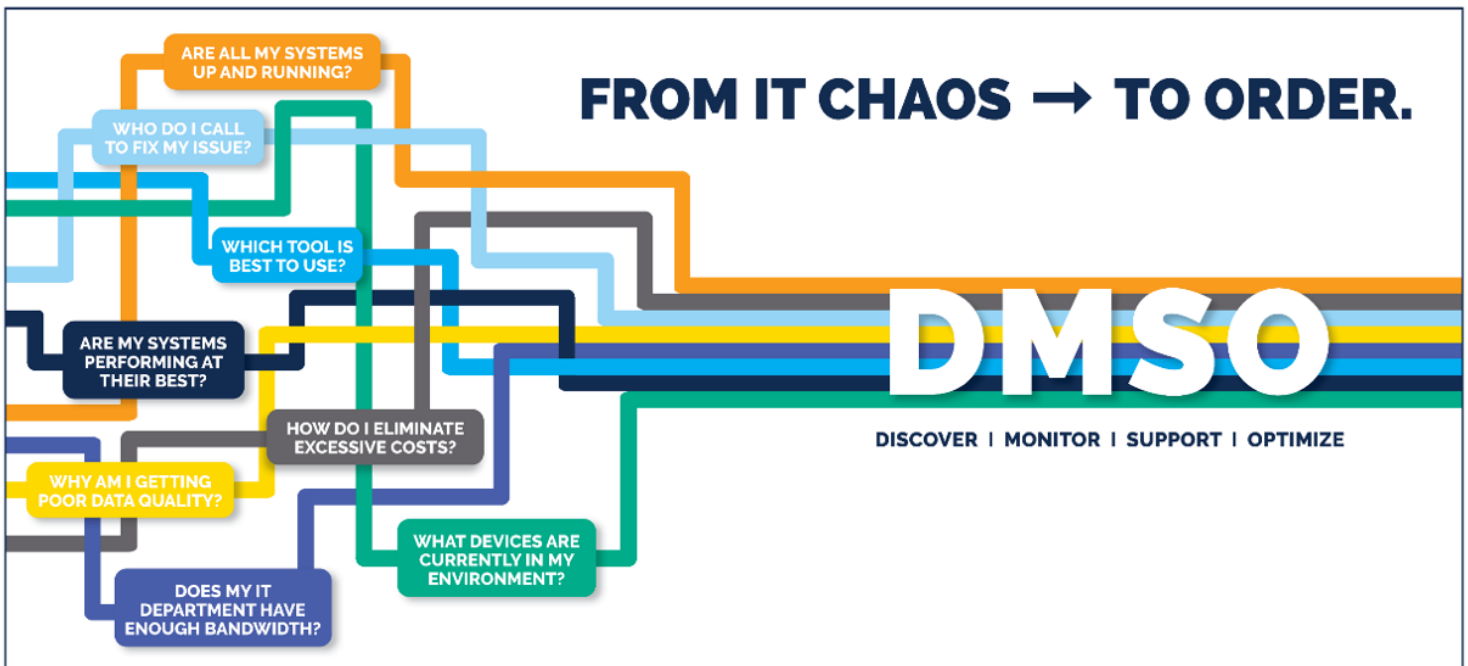 FROM IT CHAOS → TO ORDER.
ARE ALL MY SYSTEMS
UP AND RUNNING?
WHO DO I CALL
TO FIX MY ISSUE?
WHICH TOOL IS
BEST TO USE?
ARE MY SYSTEMS
PERFORMING AT
THEIR BEST?
HOW DO I ELIMINATE
EXCESSIVE COSTS?
WHY AM I GETTING
POOR DATA QUALITY?
WHAT DEVICES ARE
CURRENTLY IN MY
ENVIRONMENT?
DOES MY IT
DEPARTMENT HAVE
ENOUGH BANDWIDTH?
DMSO
DISCOVER | MONITOR | SUPPORT | OPTIMIZE